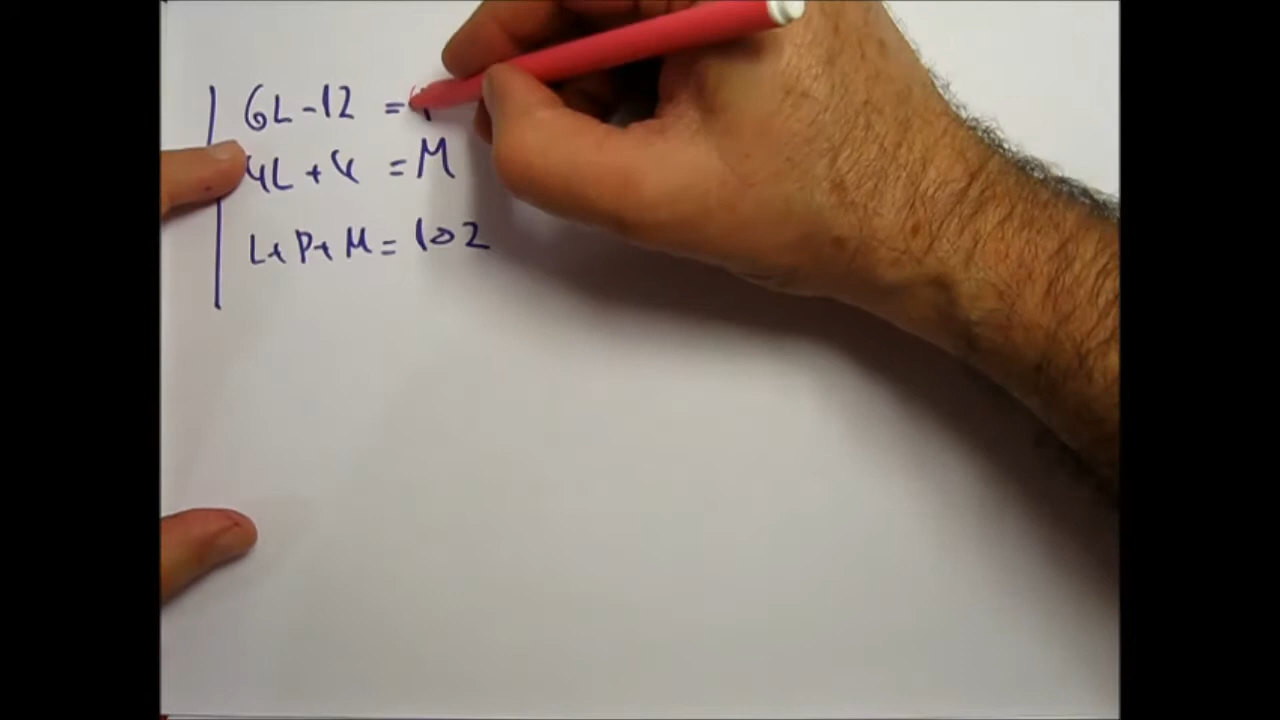 6L - 12 =
4L + 4 = M
L + P + M = 102